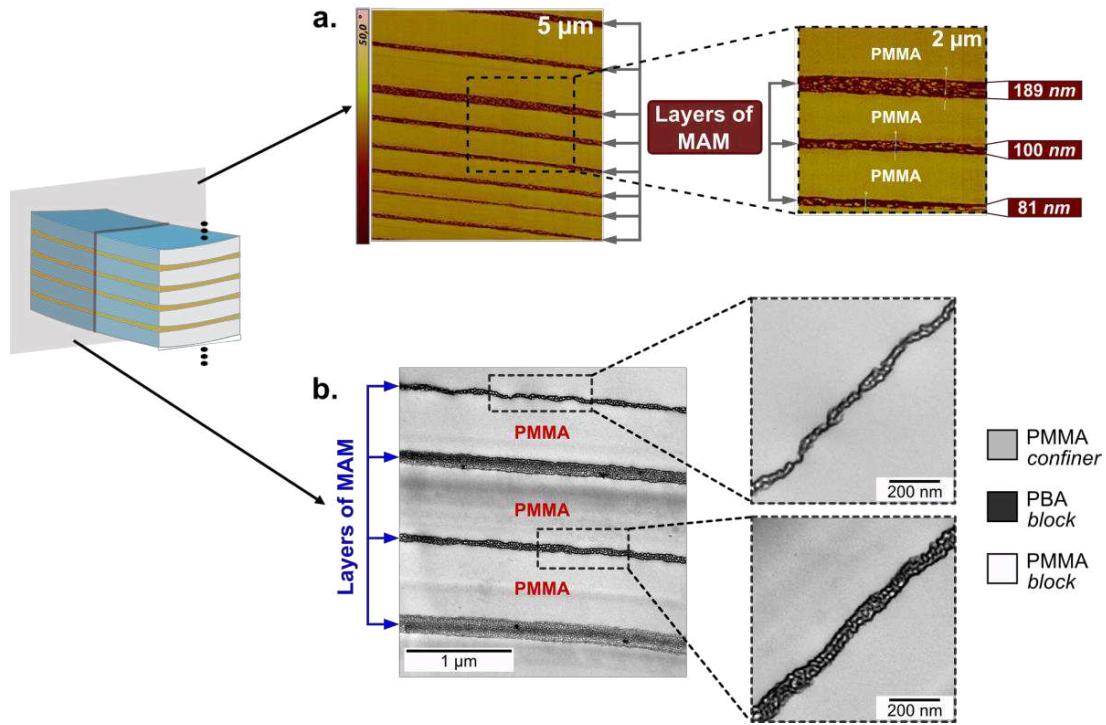 a.
50,0 °
5 µm
2 µm
PMMA
189 nm
Layers of
MAM
PMMA
100 nm
PMMA
81 nm
b.
Layers of MAM
PMMA
PMMA
PMMA
1 µm
200 nm
200 nm
PMMA
confiner
PBA
block
PMMA
block